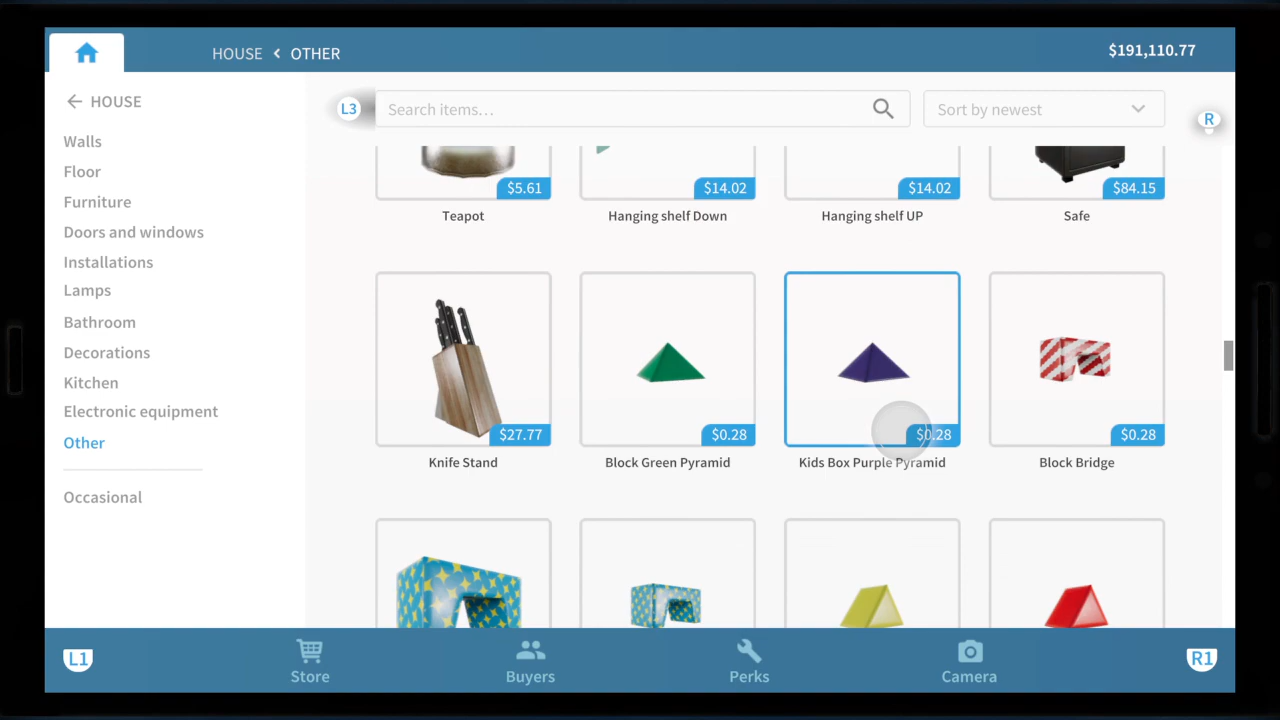 HOUSE < OTHER
$191,110.77
HOUSE
L3
Search items...
Sort by newest
R
Walls
Floor
Furniture
Doors and windows
Installations
Lamps
Bathroom
Decorations
Kitchen
Electronic equipment
Other
Occasional
$5.61
$14.02
$14.02
$84.15
Teapot
Hanging shelf Down
Hanging shelf UP
Safe
$27.77
$0.28
$0.28
$0.28
Knife Stand
Block Green Pyramid
Kids Box Purple Pyramid
Block Bridge
L1
Store
Buyers
Perks
Camera
R1